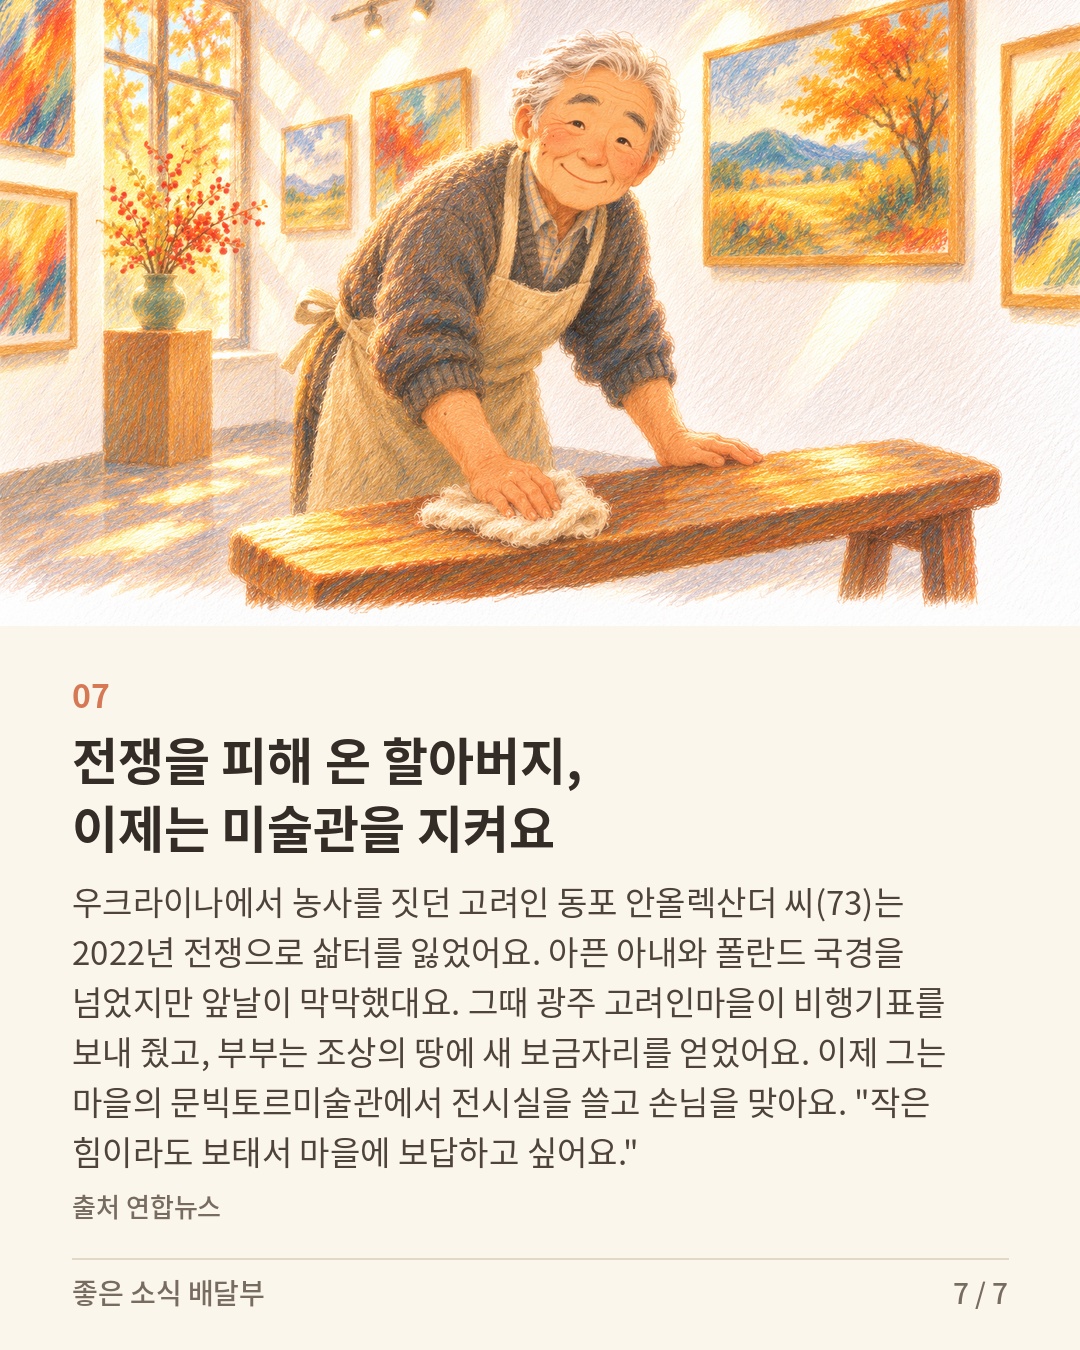 07
전쟁을 피해 온 할아버지,
이제는 미술관을 지켜요
우크라이나에서 농사를 짓던 고려인 동포 안올렉산더 씨(73)는
2022년 전쟁으로 삶터를 잃었어요. 아픈 아내와 폴란드 국경을
넘었지만 앞날이 막막했대요. 그때 광주 고려인마을이 비행기표를
보내 줬고, 부부는 조상의 땅에 새 보금자리를 얻었어요. 이제 그는
마을의 문빅토르미술관에서 전시실을 쓸고 손님을 맞아요. "작은
힘이라도 보태서 마을에 보답하고 싶어요."
출처 연합뉴스
좋은 소식 배달부
7 / 7